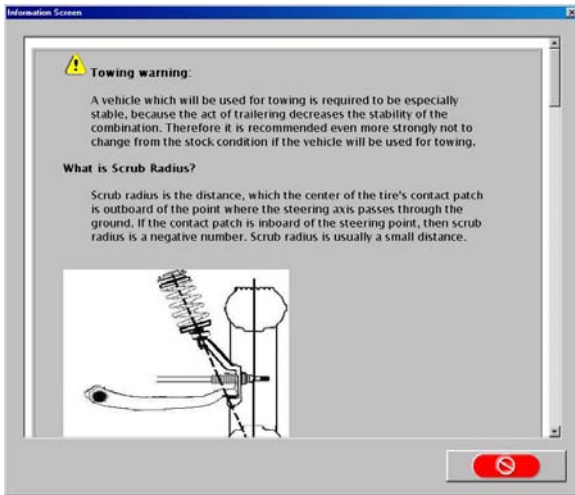 Information Screen
Towing warning:
A vehicle which will be used for towing is required to be especially
stable, because the act of trailering decreases the stability of the
combination. Therefore it is recommended even more strongly not to
change from the stock condition if the vehicle will be used for towing.
What is Scrub Radius?
Scrub radius is the distance, which the center of the tire's contact patch
is outboard of the point where the steering axis passes through the
ground. If the contact patch is inboard of the steering point, then scrub
radius is a negative number. Scrub radius is usually a small distance.